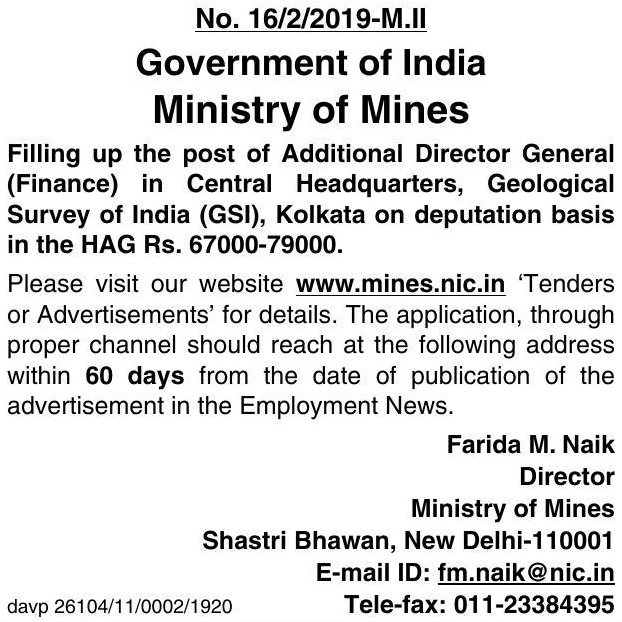 No. 16/2/2019-M.II
Government of India
Ministry of Mines
Filling up the post of Additional Director General
(Finance) in Central Headquarters, Geological
Survey of India (GSI), Kolkata on deputation basis
in the HAG Rs. 67000-79000.
Please visit our website www.mines.nic.in ‘Tenders
or Advertisements’ for details. The application, through
proper channel should reach at the following address
within 60 days from the date of publication of the
advertisement in the Employment News.
Farida M. Naik
Director
Ministry of Mines
Shastri Bhawan, New Delhi-110001
E-mail ID: fm.naik@nic.in
davp 26104/11/0002/1920 Tele-fax: 011-23384395